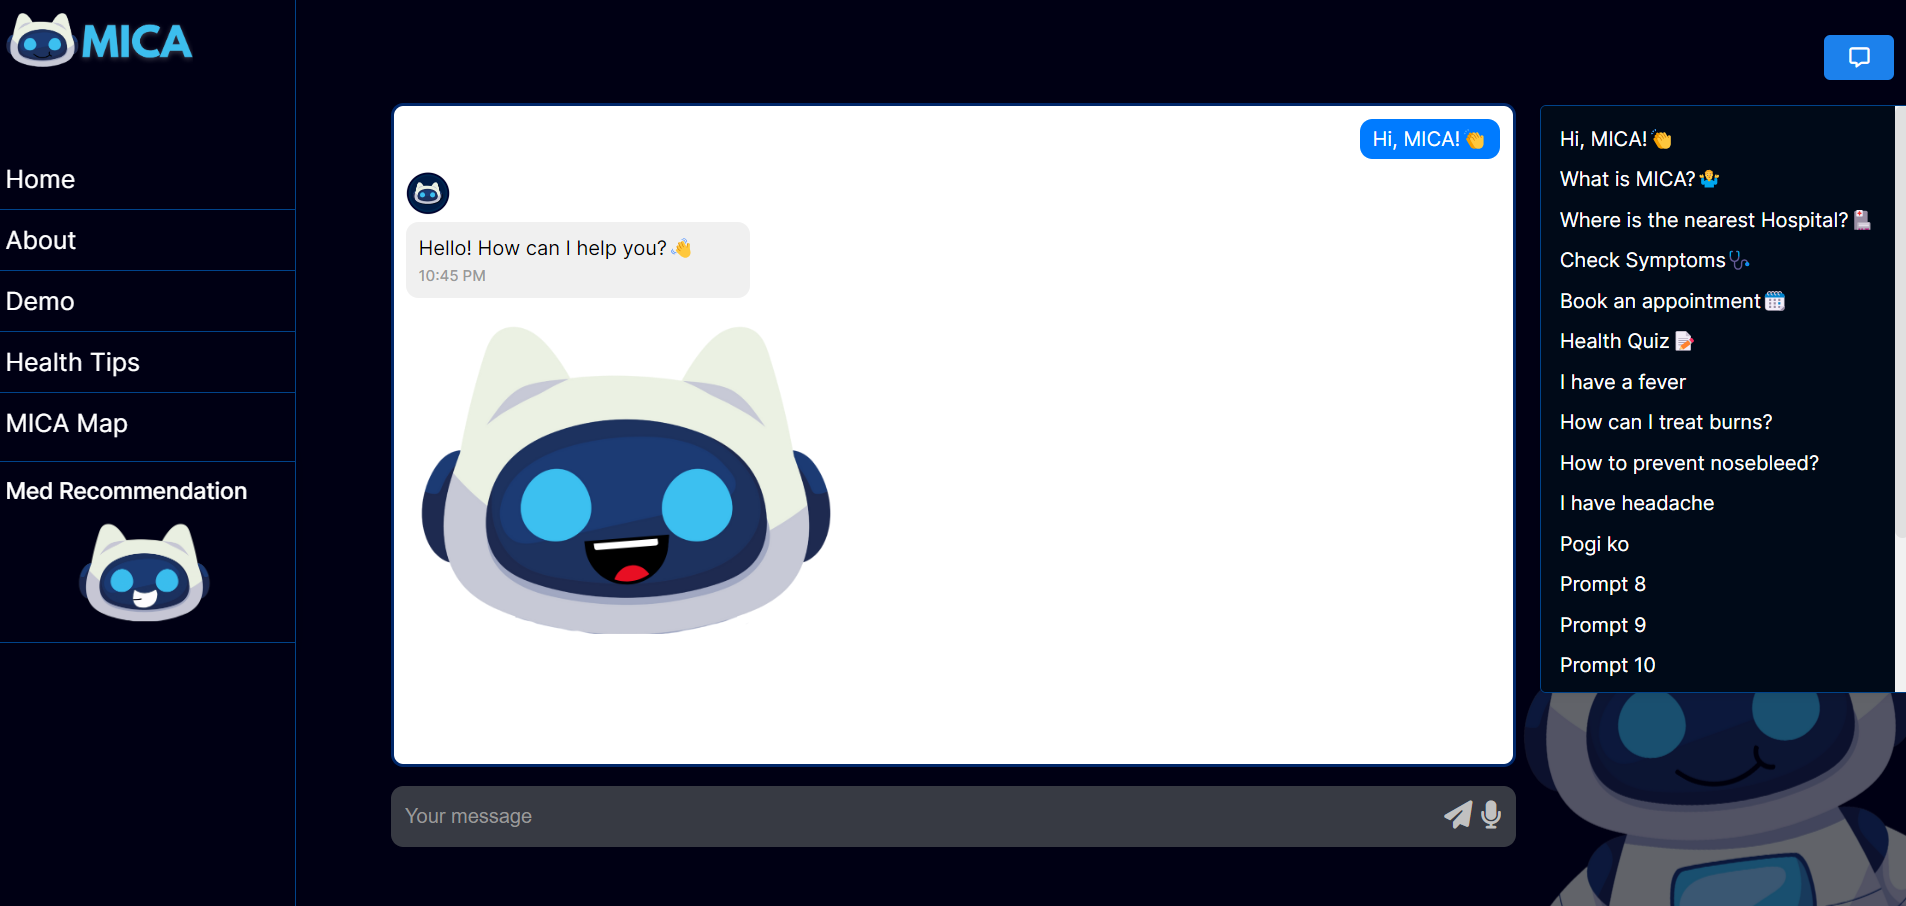 MICA
Home
About
Demo
Health Tips
MICA Map
Med Recommendation
Hi, MICA!👏
Hello! How can I help you?👋
10:45 PM
Your message
Hi, MICA!👏
What is MICA?🤷
Where is the nearest Hospital?🏥
Check Symptoms🩺
Book an appointment🗓️
Health Quiz📝
I have a fever
How can I treat burns?
How to prevent nosebleed?
I have headache
Pogi ko
Prompt 8
Prompt 9
Prompt 10